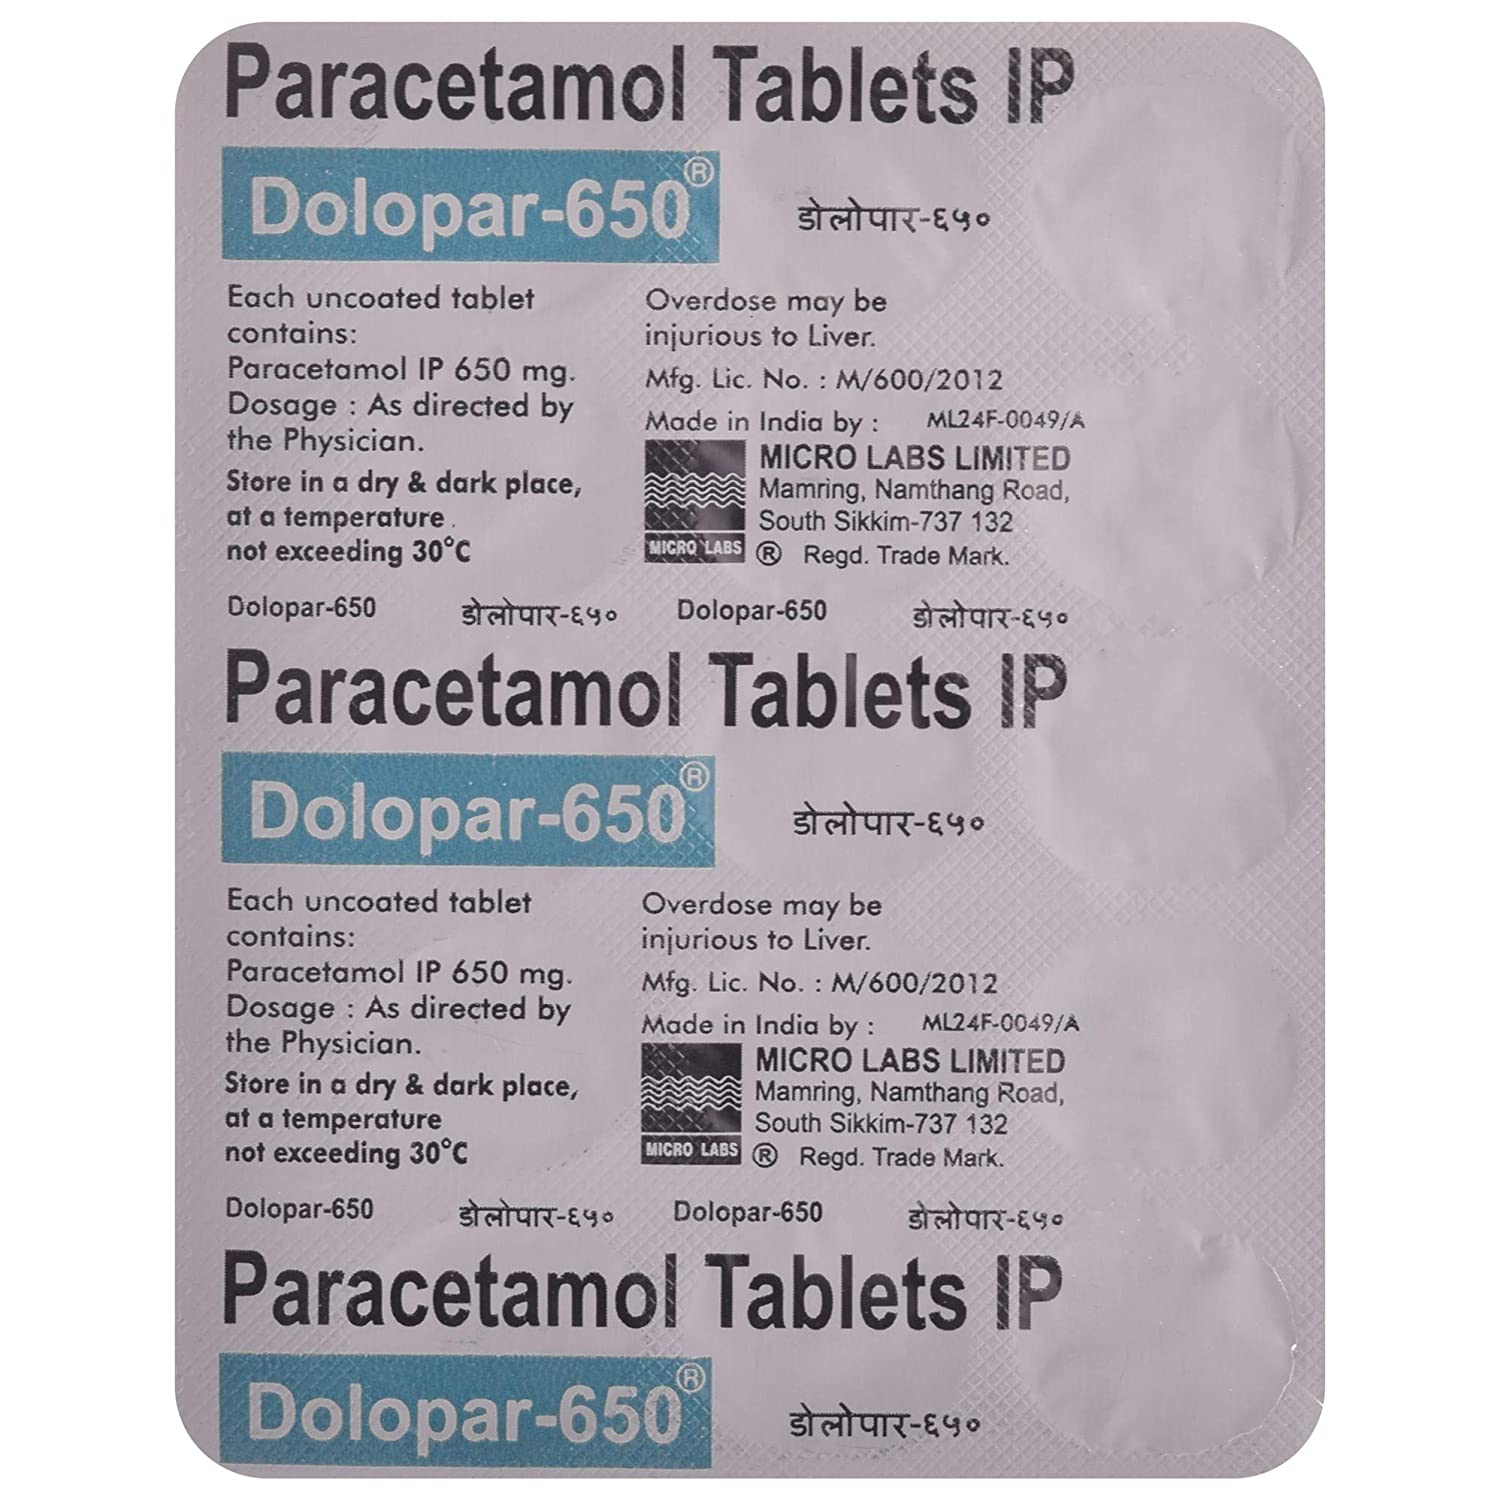 Paracetamol Tablets IP
Dolopar-650® डोलोपार-६५०
Each uncoated tablet
contains:
Paracetamol IP 650 mg.
Dosage : As directed by
the Physician.
Store in a dry & dark place,
at a temperature
not exceeding 30°C
Overdose may be
injurious to Liver.
Mfg. Lic. No. : M/600/2012
Made in India by : ML24F-0049/A
MICRO LABS LIMITED
Mamring, Namthang Road,
South Sikkim-737 132
MICRO LABS ® Regd. Trade Mark.
Dolopar-650 डोलोपार-६५० Dolopar-650 डोलोपार-६५०
Paracetamol Tablets IP
Dolopar-650® डोलोपार-६५०
Each uncoated tablet
contains:
Paracetamol IP 650 mg.
Dosage : As directed by
the Physician.
Store in a dry & dark place,
at a temperature
not exceeding 30°C
Overdose may be
injurious to Liver.
Mfg. Lic. No. : M/600/2012
Made in India by : ML24F-0049/A
MICRO LABS LIMITED
Mamring, Namthang Road,
South Sikkim-737 132
MICRO LABS ® Regd. Trade Mark.
Dolopar-650 डोलोपार-६५० Dolopar-650 डोलोपार-६५०
Paracetamol Tablets IP
Dolopar-650® डोलोपार-६५०